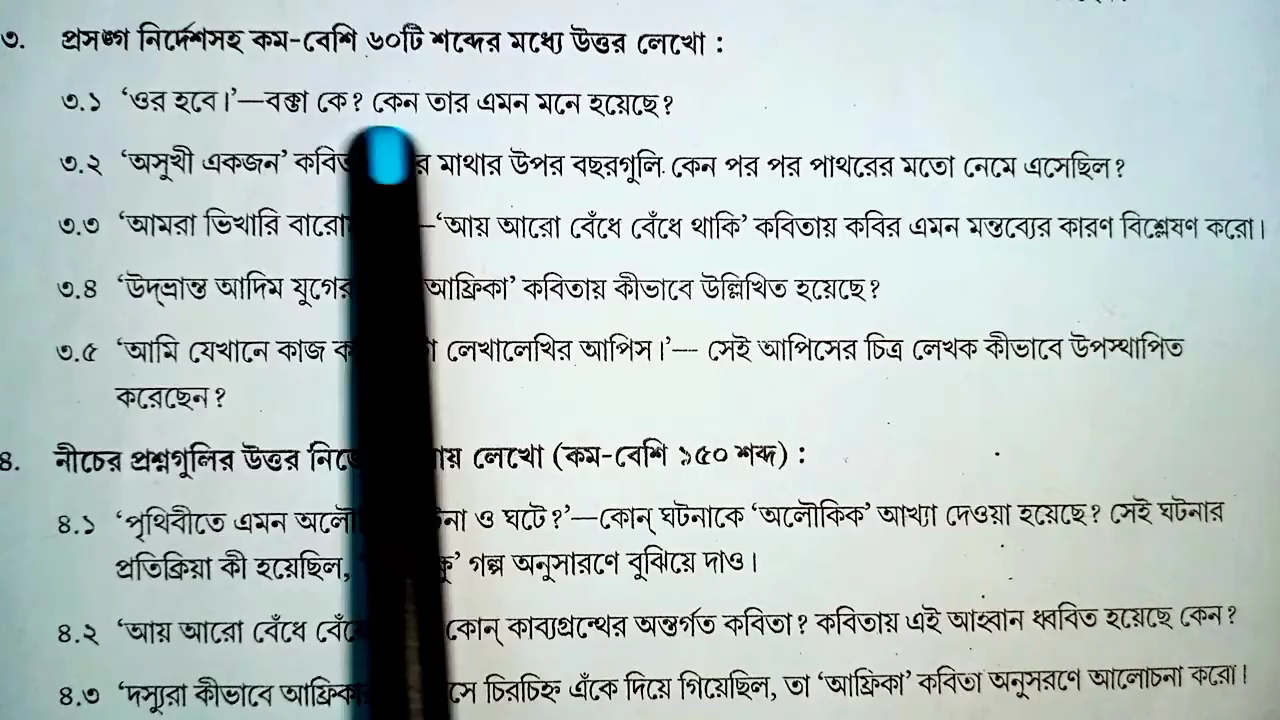 ৩. প্রসঙ্গ নির্দেশসহ কম-বেশি ৬০টি শব্দের মধ্যে উত্তর লেখো :
৩.১ ‘ওর হবে।’—বক্তা কে? কেন তার এমন মনে হয়েছে?
৩.২ ‘অসুখী একজন’ মাথার উপর বছরগুলি কেন পর পর পাথরের মতো নেমে এসেছিল?
৩.৩ ‘আমরা ভিখারি —‘আয় আরো বেঁধে বেঁধে থাকি’ কবিতায় কবির এমন মন্তব্যের কারণ বিশ্লেষণ করো।
৩.৪ ‘উদ্‌ভ্রান্ত আদিম যুগের আফ্রিকা’ কবিতায় কীভাবে উল্লিখিত হয়েছে?
৩.৫ ‘আমি যেখানে কাজ লেখালেখির আপিস।’— সেই আপিসের চিত্র লেখক কীভাবে উপস্থাপিত
করেছেন?
৪. নীচের প্রশ্নগুলির উত্তর লেখো (কম-বেশি ১৫০ শব্দ) :
৪.১ ‘পৃথিবীতে এমন ও ঘটে?’—কোন্ ঘটনাকে ‘অলৌকিক’ আখ্যা দেওয়া হয়েছে? সেই ঘটনার
প্রতিক্রিয়া কী হয়েছিল, গল্প অনুসারণে বুঝিয়ে দাও।
৪.২ ‘আয় আরো বেঁধে কোন্ কাব্যগ্রন্থের অন্তর্গত কবিতা? কবিতায় এই আহ্বান ধ্ববিত হয়েছে কেন?
৪.৩ ‘দস্যুরা কীভাবে চিরচিহ্ন এঁকে দিয়ে গিয়েছিল, তা ‘আফ্রিকা’ কবিতা অনুসরণে আলোচনা করো।